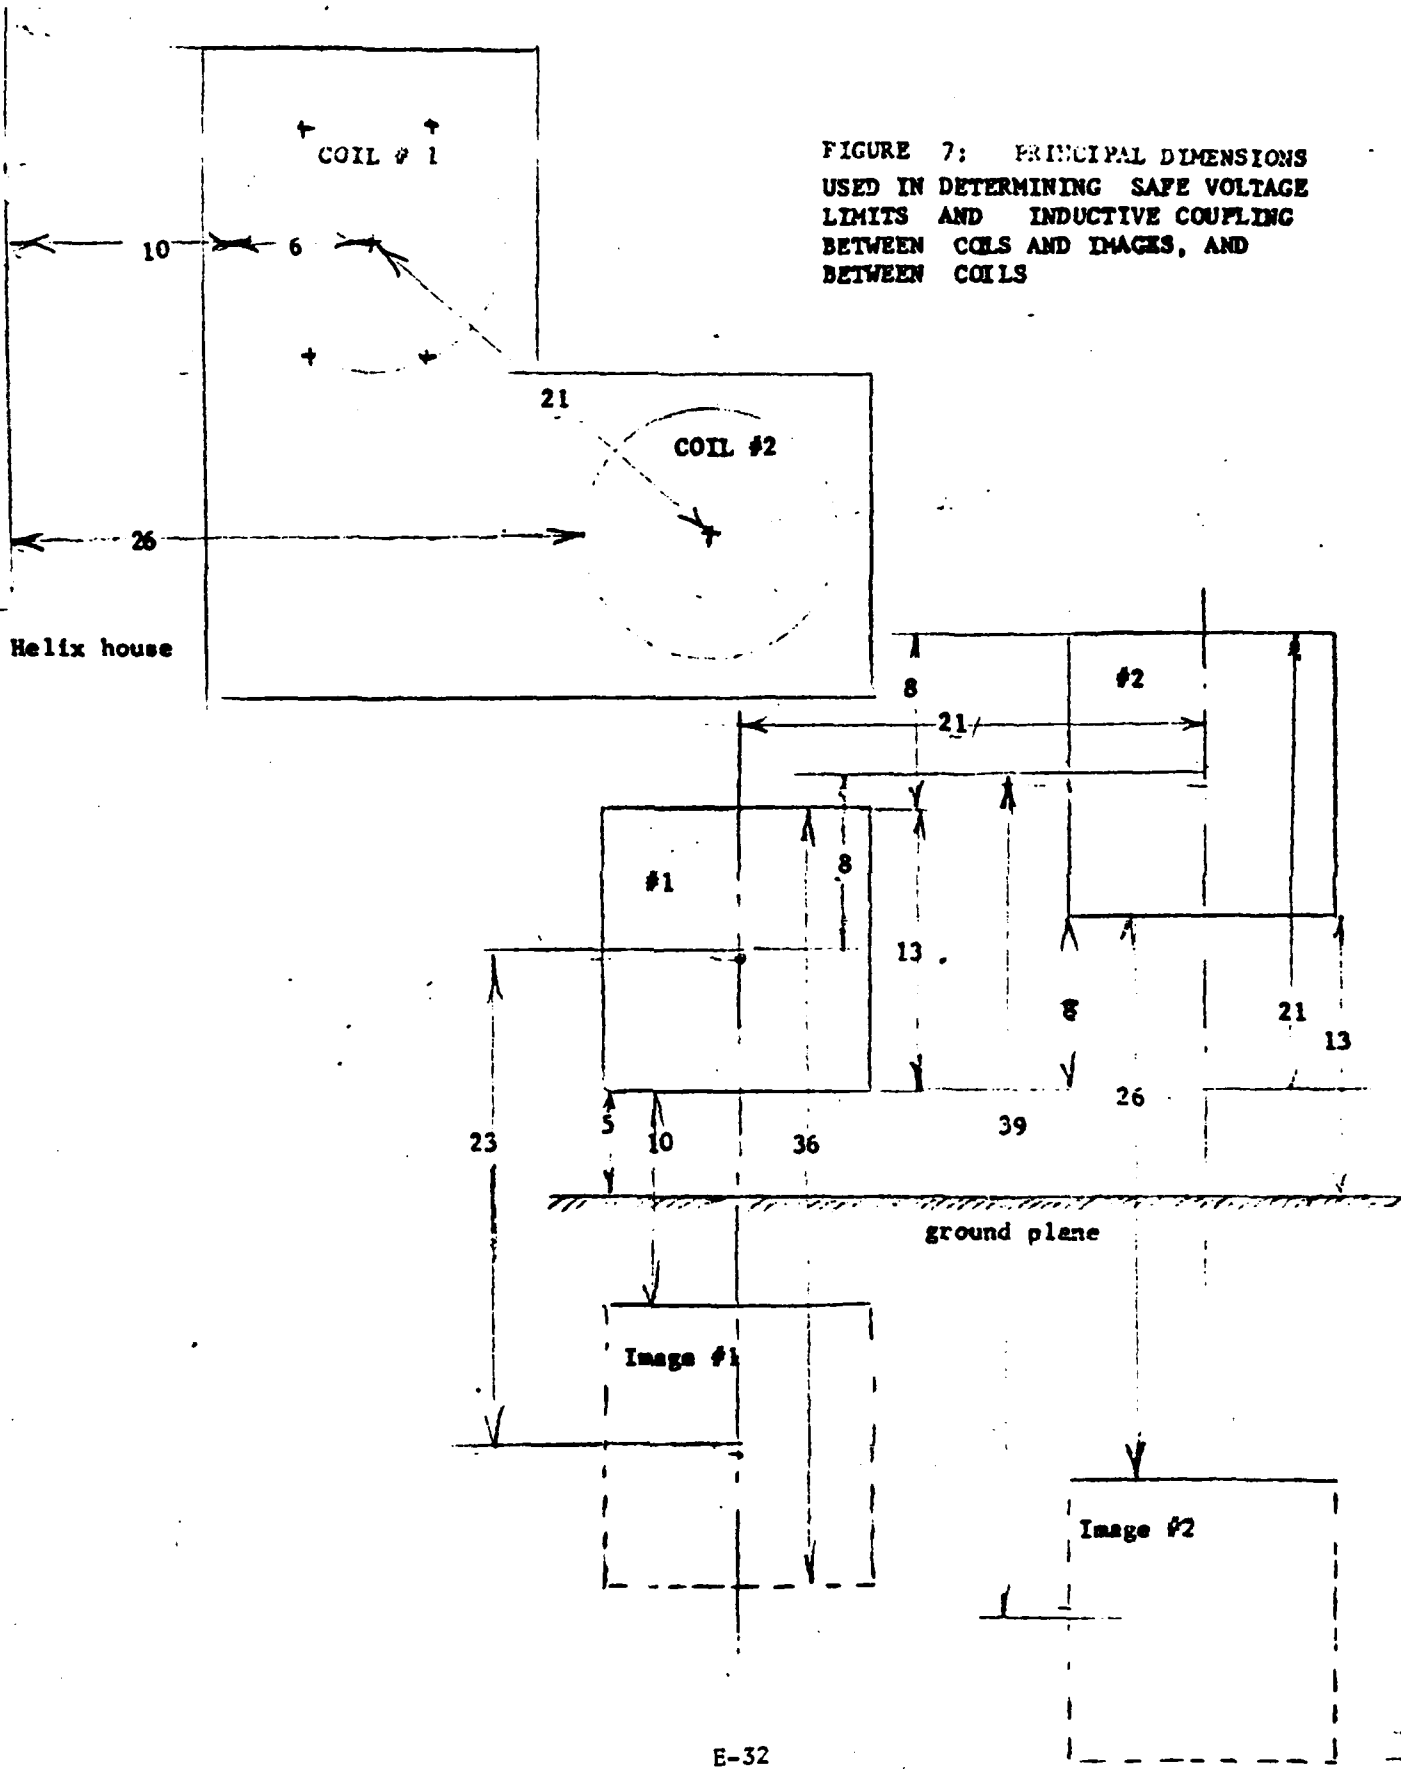 COIL # 1
FIGURE 7: PRINCIPAL DIMENSIONS
USED IN DETERMINING SAFE VOLTAGE
LIMITS AND INDUCTIVE COUPLING
BETWEEN COILS AND IMAGES, AND
BETWEEN COILS
10
6
21
COIL #2
26
Helix house
8
#2
21
8
#1
13
8
21
13
26
5
10
36
39
23
ground plane
Image #1
Image #2
E-32